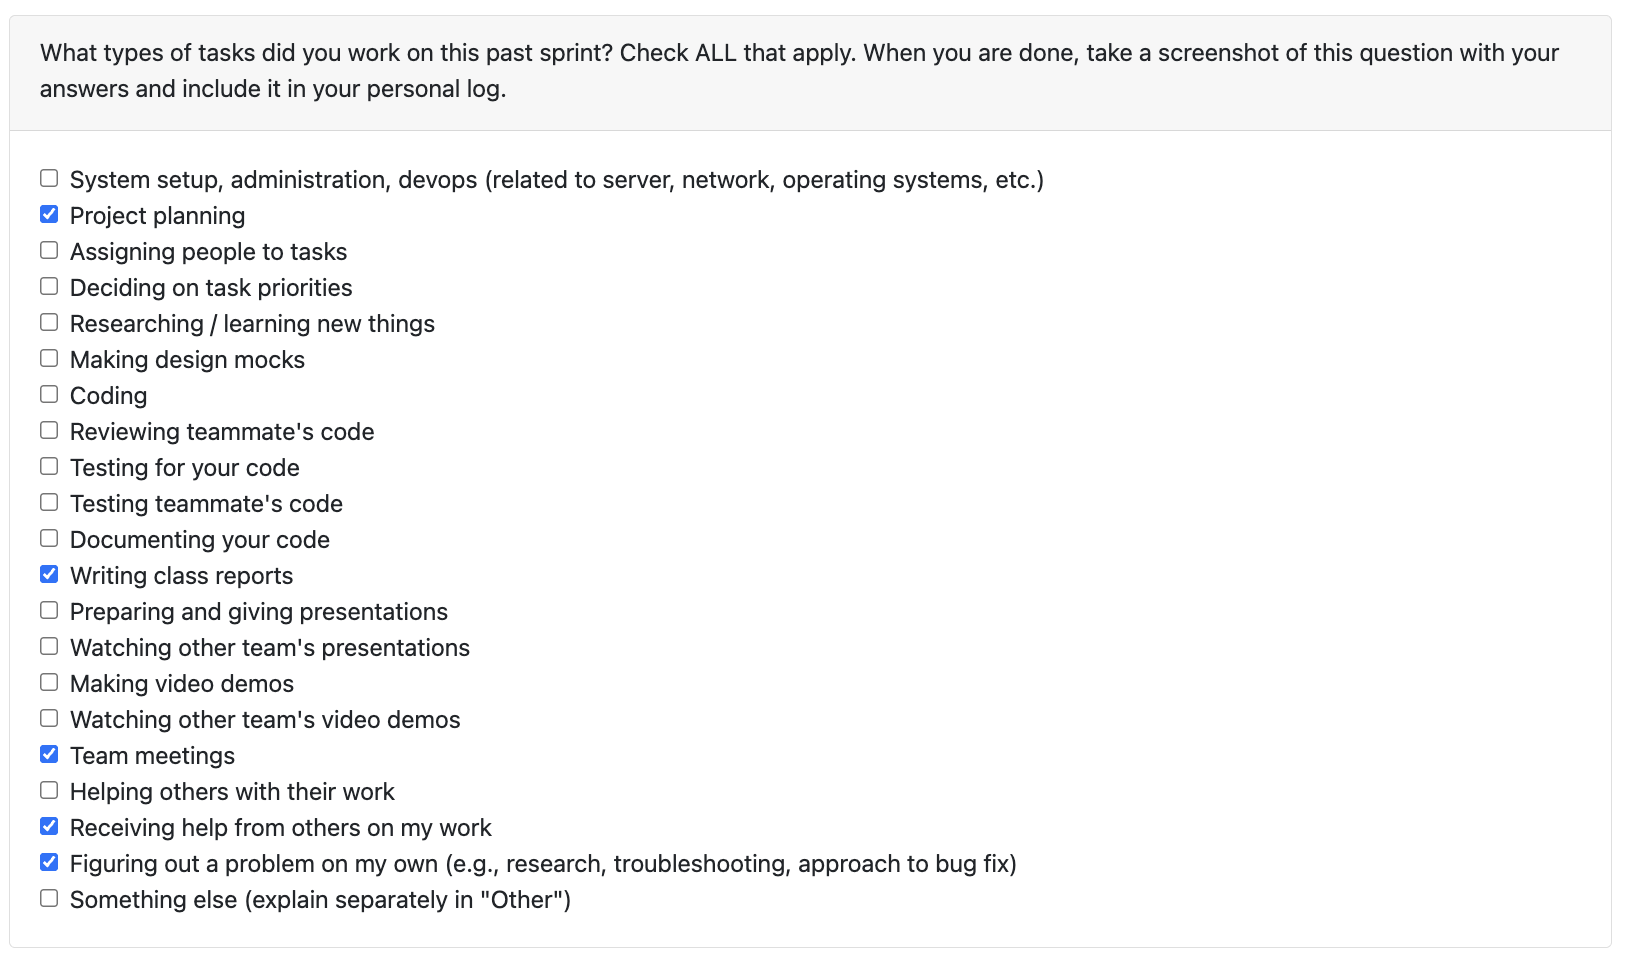 What types of tasks did you work on this past sprint? Check ALL that apply. When you are done, take a screenshot of this question with your
answers and include it in your personal log.
System setup, administration, devops (related to server, network, operating systems, etc.)
Project planning
Assigning people to tasks
Deciding on task priorities
Researching / learning new things
Making design mocks
Coding
Reviewing teammate's code
Testing for your code
Testing teammate's code
Documenting your code
Writing class reports
Preparing and giving presentations
Watching other team's presentations
Making video demos
Watching other team's video demos
Team meetings
Helping others with their work
Receiving help from others on my work
Figuring out a problem on my own (e.g., research, troubleshooting, approach to bug fix)
Something else (explain separately in "Other")